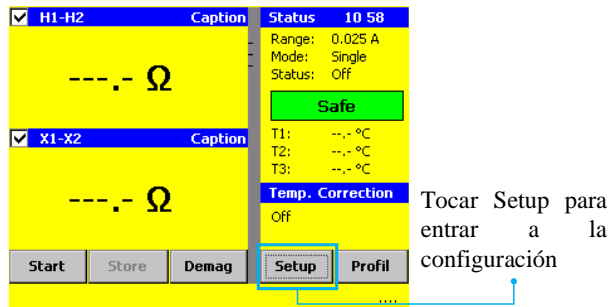 H1-H2 Caption
---.- Ω
X1-X2 Caption
---.- Ω
Status 10 58
Range: 0.025 A
Mode: Single
Status: Off
Safe
T1: --.- °C
T2: --.- °C
T3: --.- °C
Temp. Correction
Off
Start Store Demag Setup Profil
....
Tocar Setup para
entrar a la
configuración